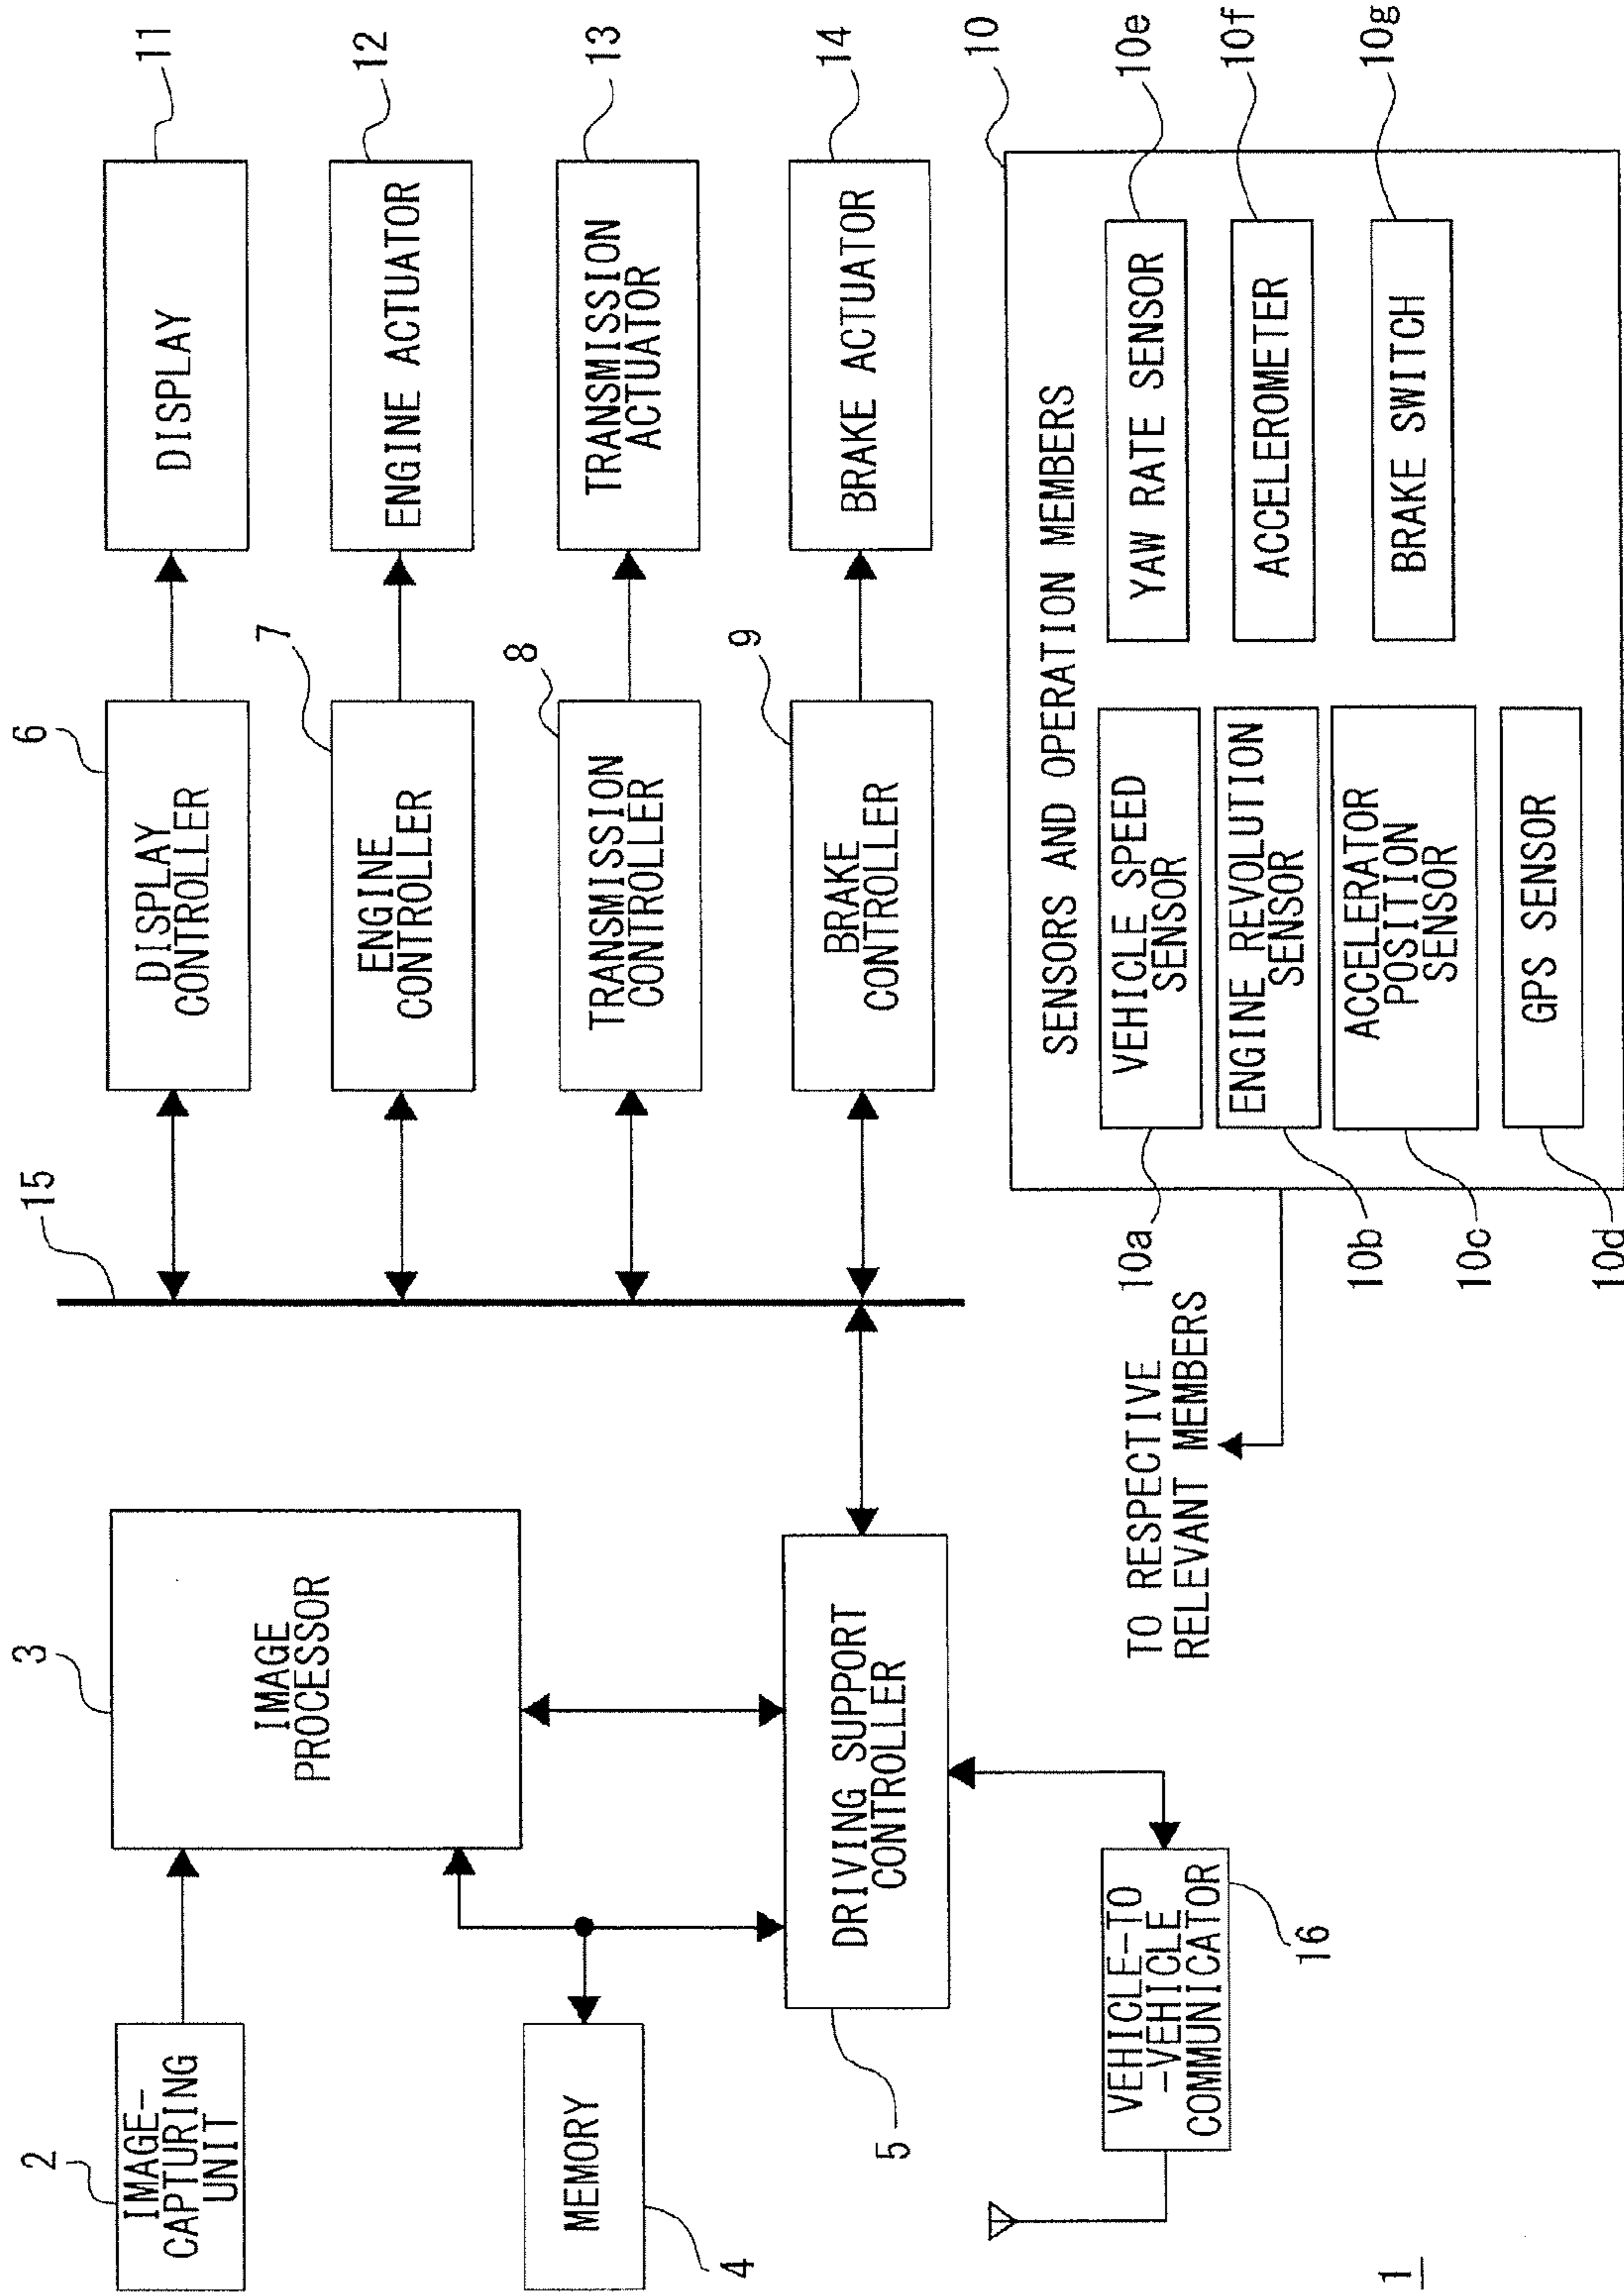 1
2
IMAGE-
CAPTURING
UNIT
3
IMAGE
PROCESSOR
4
MEMORY
5
DRIVING SUPPORT
CONTROLLER
16
VEHICLE-TO
-VEHICLE
COMMUNICATOR
15
6
DISPLAY
CONTROLLER
11
DISPLAY
7
ENGINE
CONTROLLER
12
ENGINE ACTUATOR
8
TRANSMISSION
CONTROLLER
13
TRANSMISSION
ACTUATOR
9
BRAKE
CONTROLLER
14
BRAKE ACTUATOR
TO RESPECTIVE
RELEVANT MEMBERS
10
SENSORS AND OPERATION MEMBERS
10a
VEHICLE SPEED
SENSOR
10b
ENGINE REVOLUTION
SENSOR
10c
ACCELERATOR
POSITION
SENSOR
10d
GPS SENSOR
10e
YAW RATE SENSOR
10f
ACCELEROMETER
10g
BRAKE SWITCH